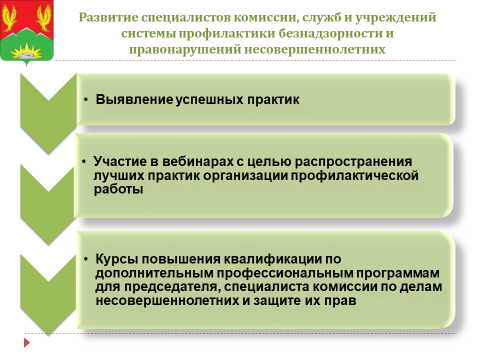 Развитие специалистов комиссии, служб и учреждений
системы профилактики безнадзорности и
правонарушений несовершеннолетних
• Выявление успешных практик
• Участие в вебинарах с целью распространения
лучших практик организации профилактической
работы
• Курсы повышения квалификации по
дополнительным профессиональным программам
для председателя, специалиста комиссии по делам
несовершеннолетних и защите их прав